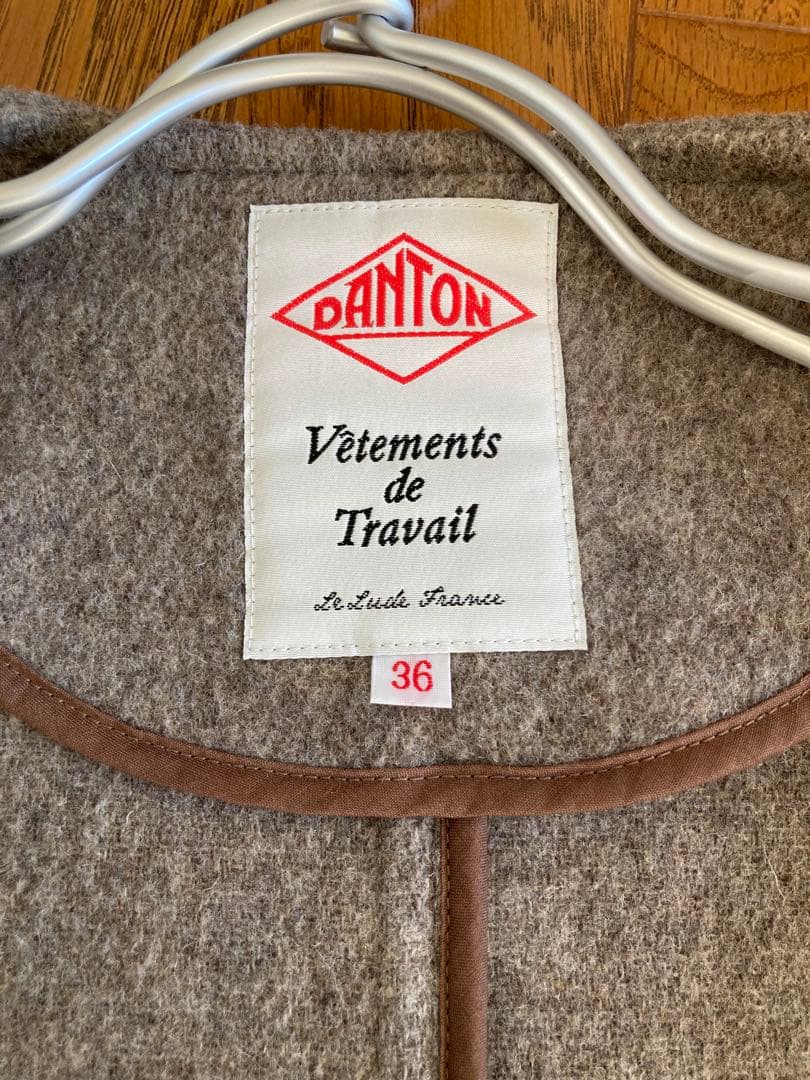 DANTON
Vêtements
de
Travail
Le Lude France
36